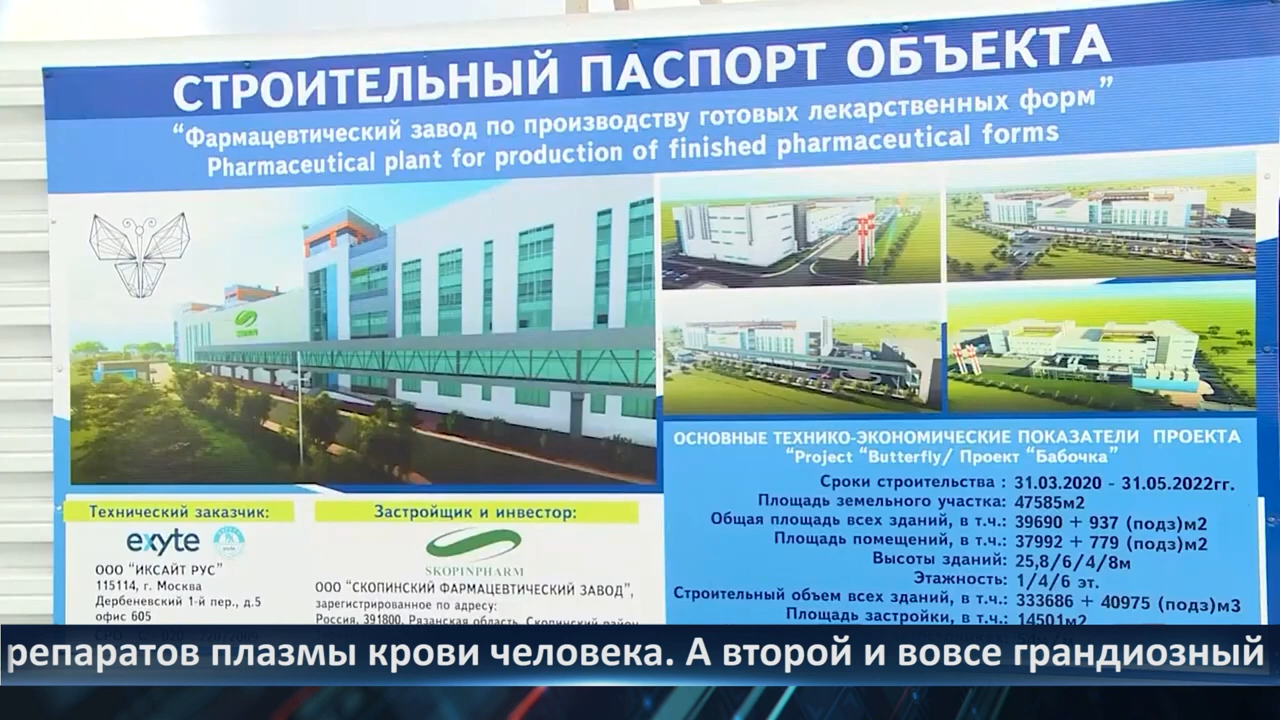 СТРОИТЕЛЬНЫЙ ПАСПОРТ ОБЪЕКТА
“Фармацевтический завод по производству готовых лекарственных форм”
Pharmaceutical plant for production of finished pharmaceutical forms
Технический заказчик:
exyte
ООО “ИКСАЙТ РУС”
115114, г. Москва
Дербеневский 1-й пер., д.5
офис 605
Застройщик и инвестор:
SKOPINPHARM
ООО “СКОПИНСКИЙ ФАРМАЦЕВТИЧЕСКИЙ ЗАВОД”,
зарегистрированное по адресу:
Россия, 391800, Рязанская область, Скопинский район
ОСНОВНЫЕ ТЕХНИКО-ЭКОНОМИЧЕСКИЕ ПОКАЗАТЕЛИ ПРОЕКТА
“Project “Butterfly/ Проект “Бабочка”
Сроки строительства : 31.03.2020 - 31.05.2022гг.
Площадь земельного участка: 47585м2
Общая площадь всех зданий, в т.ч.: 39690 + 937 (подз)м2
Площадь помещений, в т.ч.: 37992 + 779 (подз)м2
Высоты зданий: 25,8/6/4/8м
Этажность: 1/4/6 эт.
Строительный объем всех зданий, в т.ч.: 333686 + 40975 (подз)м3
Площадь застройки, в т.ч.: 14501м2
репаратов плазмы крови человека. А второй и вовсе грандиозный